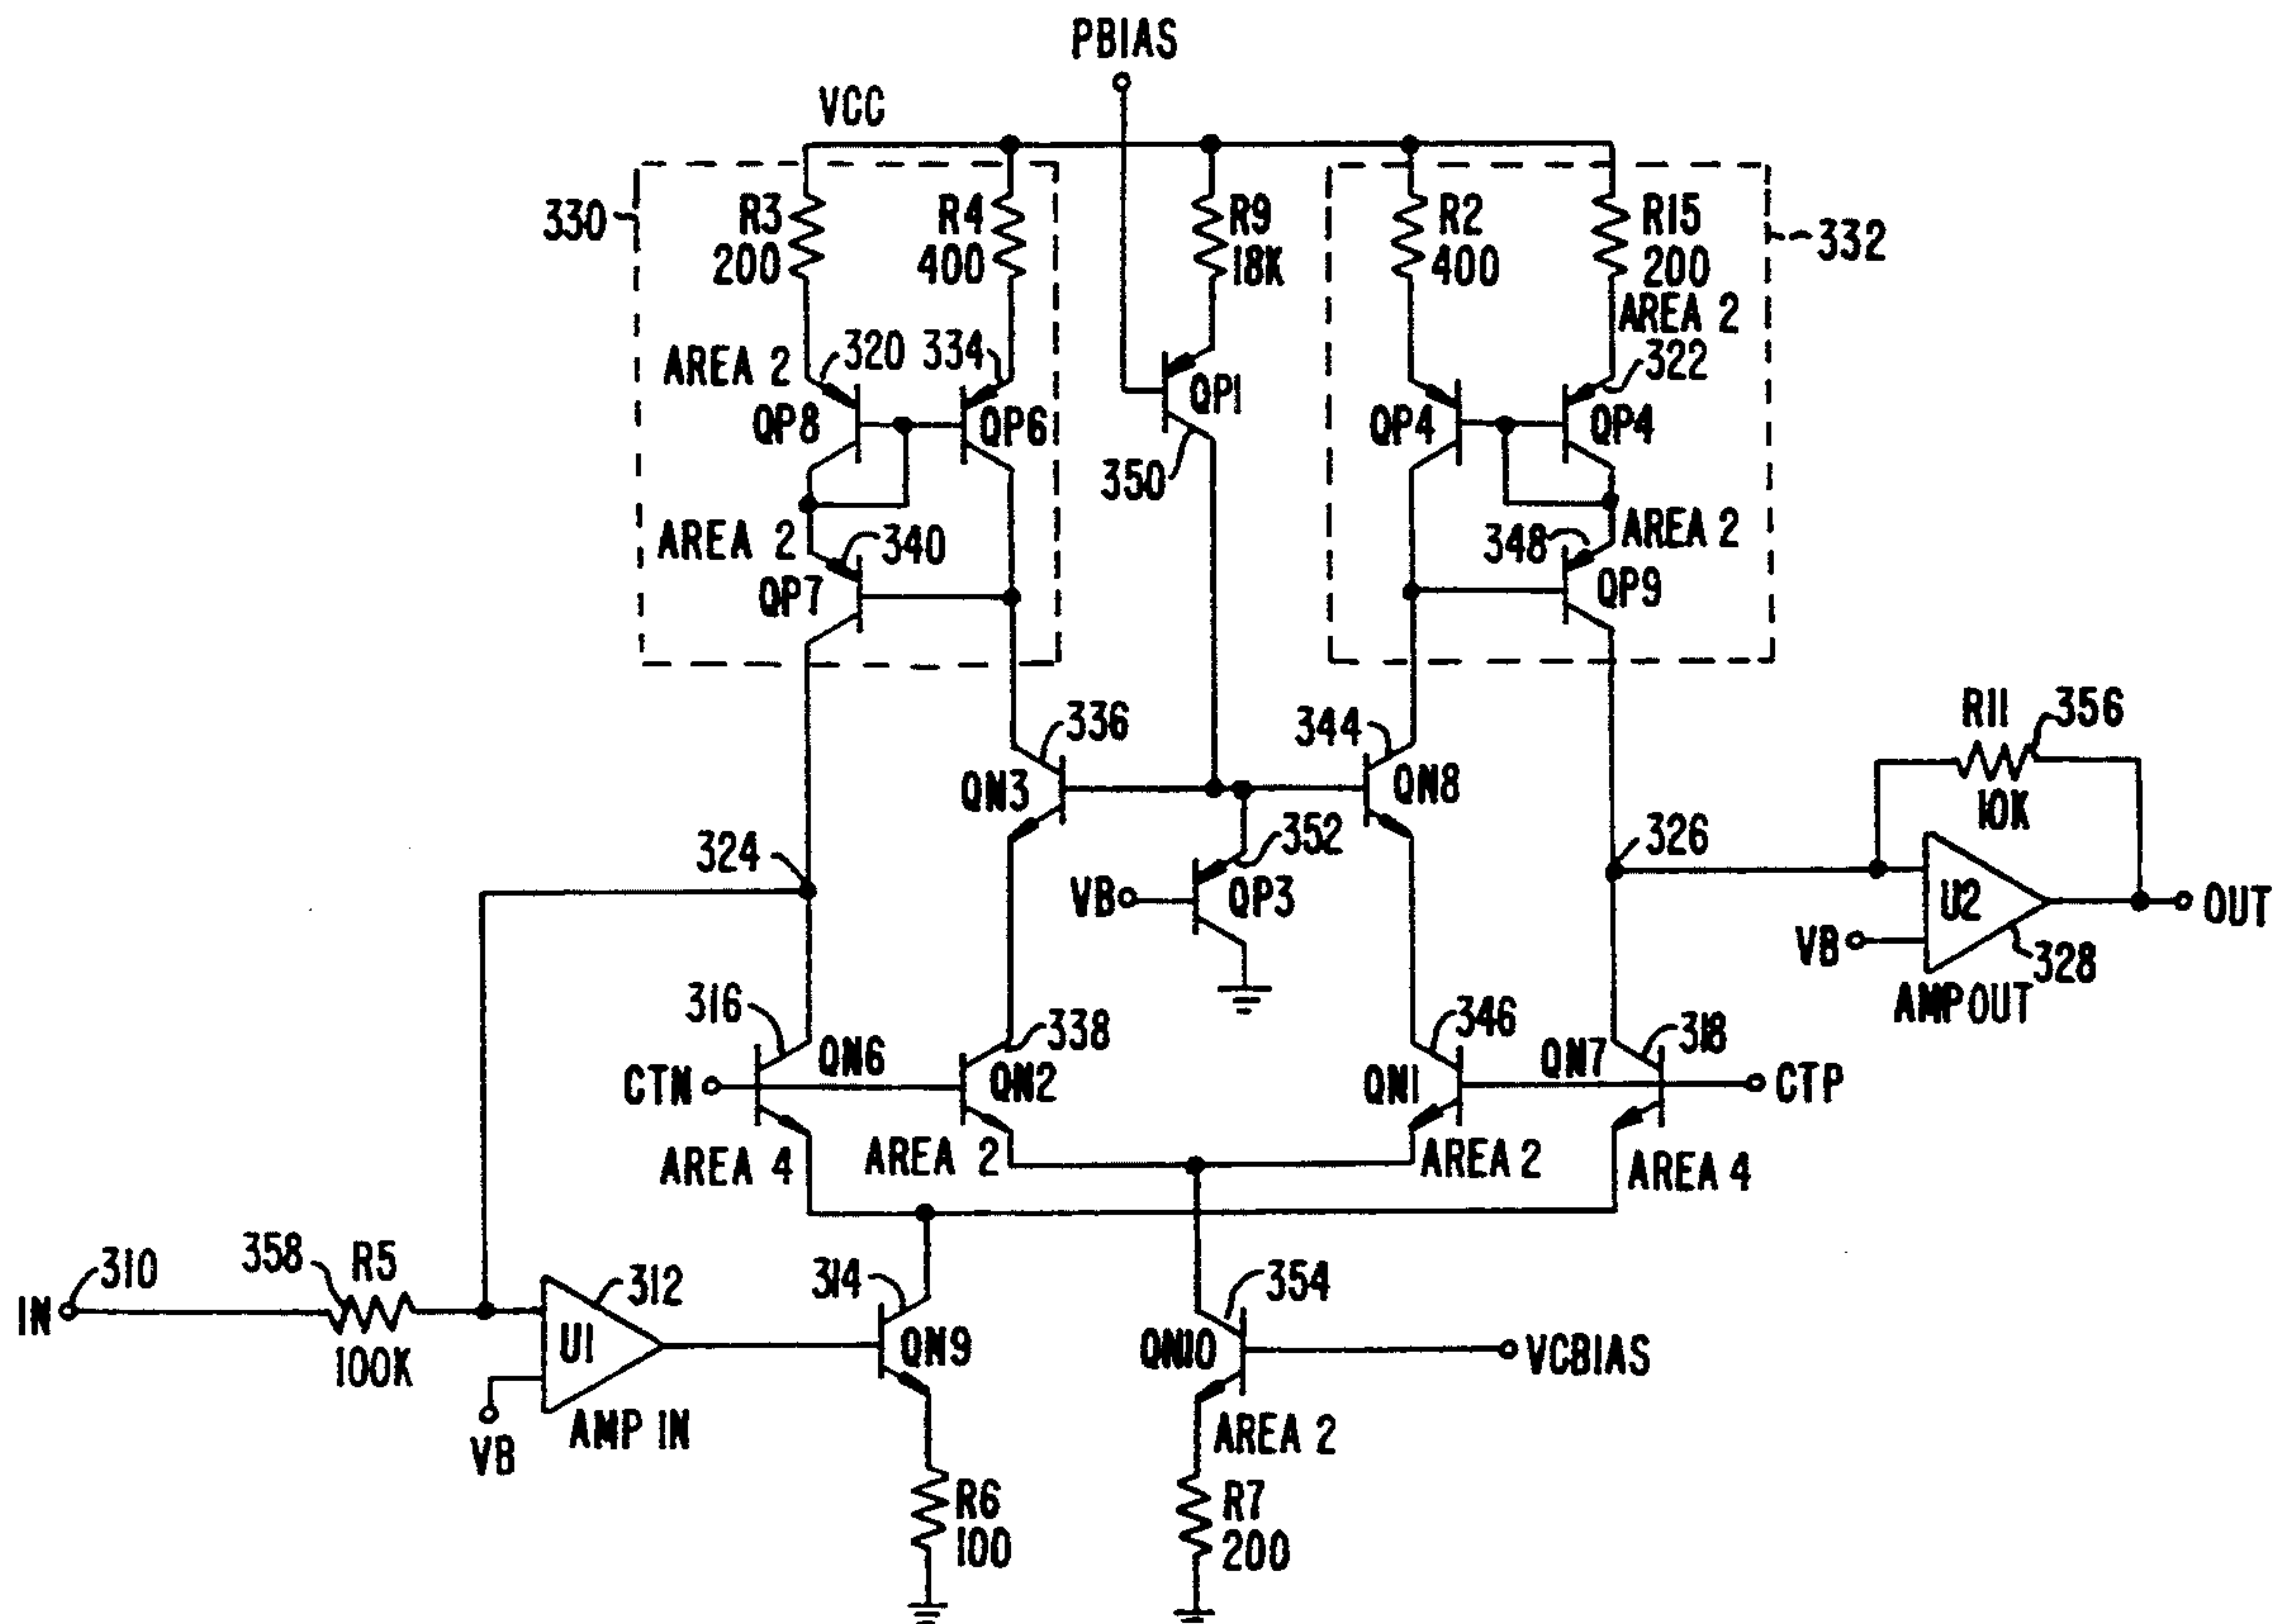 PBIAS
VCC
330
R3
200
R4
400
R9
18K
R2
400
R15
200
332
AREA 2
AREA 2
320
334
QP8
QP6
QP1
350
QP4
322
QP4
AREA 2
340
QP7
AREA 2
348
QP9
336
QN3
344
QN8
R11
356
10K
324
352
VB
QP3
326
U2
OUT
VB
328
AMP OUT
316
QN6
338
QN2
CTN
346
QN1
QN7
318
CTP
AREA 4
AREA 2
AREA 2
AREA 4
310
IN
358
R5
100K
312
U1
VB
AMP IN
314
QN9
354
QN10
VCBIAS
AREA 2
R6
100
R7
200